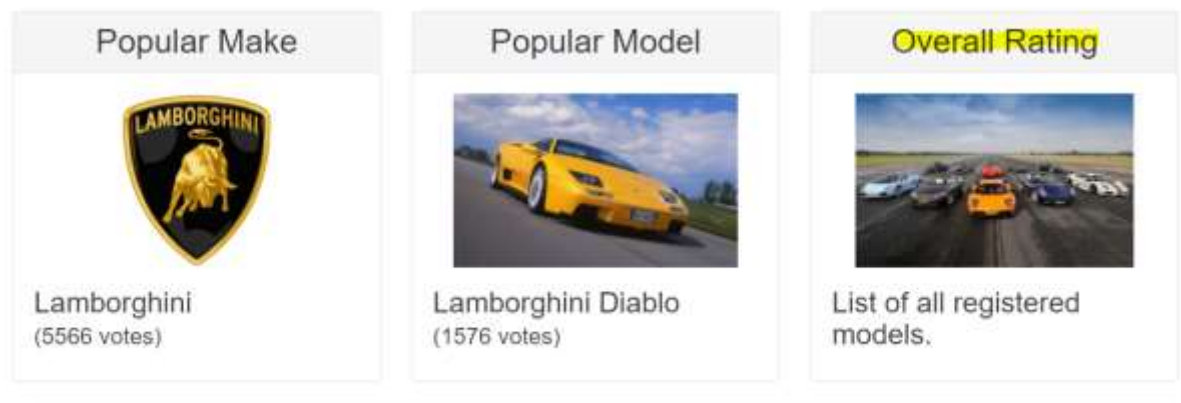 Popular Make
Popular Model
Overall Rating
LAMBORGHINI
Lamborghini
(5566 votes)
Lamborghini Diablo
(1576 votes)
List of all registered
models.